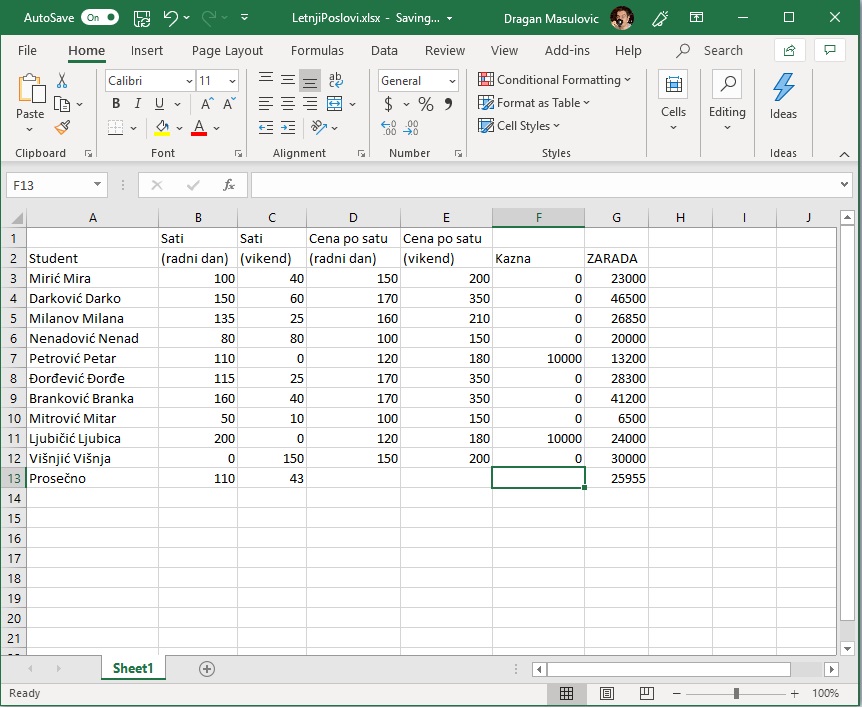 AutoSave On LetnjiPoslovi.xlsx - Saving... Dragan Masulovic
File Home Insert Page Layout Formulas Data Review View Add-ins Help Search
Calibri 11 ab General Conditional Formatting
Paste B I U A A $ % Format as Table Cells Editing Ideas
A Cell Styles
Clipboard Font Alignment Number Styles Ideas
F13 fx
A B C D E F G H I J
1 Sati Sati Cena po satu Cena po satu
2 Student (radni dan) (vikend) (radni dan) (vikend) Kazna ZARADA
3 Mirić Mira 100 40 150 200 0 23000
4 Darković Darko 150 60 170 350 0 46500
5 Milanov Milana 135 25 160 210 0 26850
6 Nenadović Nenad 80 80 100 150 0 20000
7 Petrović Petar 110 0 120 180 10000 13200
8 Đorđević Đorđe 115 25 170 350 0 28300
9 Branković Branka 160 40 170 350 0 41200
10 Mitrović Mitar 50 10 100 150 0 6500
11 Ljubičić Ljubica 200 0 120 180 10000 24000
12 Višnjić Višnja 0 150 150 200 0 30000
13 Prosečno 110 43 25955
14
15
16
17
18
19
20
21
Sheet1
Ready 100%